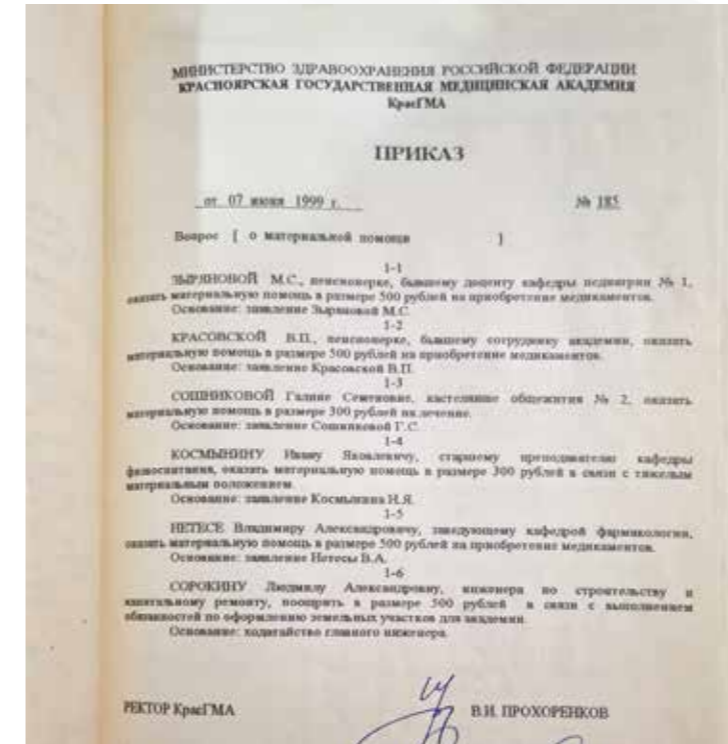 МИНИСТЕРСТВО ЗДРАВООХРАНЕНИЯ РОССИЙСКОЙ ФЕДЕРАЦИИ
КРАСНОЯРСКАЯ ГОСУДАРСТВЕННАЯ МЕДИЦИНСКАЯ АКАДЕМИЯ
КрасГМА
ПРИКАЗ
от 07 июня 1999 г. № 185
Вопрос [ о материальной помощи ]
1-1
ЗЫРЯНОВОЙ М.С., пенсионерке, бывшему доценту кафедры педиатрии № 1,
оказать материальную помощь в размере 500 рублей на приобретение медикаментов.
Основание: заявление Зыряновой М.С.
1-2
КРАСОВСКОЙ В.П., пенсионерке, бывшему сотруднику академии, оказать
материальную помощь в размере 500 рублей на приобретение медикаментов.
Основание: заявление Красовской В.П.
1-3
СОШНИКОВОЙ Галине Семеновне, кастелянше общежития № 2, оказать
материальную помощь в размере 300 рублей на лечение.
Основание: заявление Сошниковой Г.С.
1-4
КОСМЫНИНУ Ивану Яковлевичу, старшему преподавателю кафедры
физвоспитания, оказать материальную помощь в размере 300 рублей в связи с тяжелым
материальным положением.
Основание: заявление Космынина И.Я.
1-5
НЕТЕСЕ Владимиру Александровичу, заведующему кафедрой фармакологии,
оказать материальную помощь в размере 500 рублей на приобретение медикаментов.
Основание: заявление Нетесы В.А.
1-6
СОРОКИНУ Людмилу Александровну, инженера по строительству и
капитальному ремонту, поощрить в размере 500 рублей в связи с выполнением
обязанностей по оформлению земельных участков для академии.
Основание: ходатайство главного инженера.
РЕКТОР КрасГМА В.И. ПРОХОРЕНКОВ